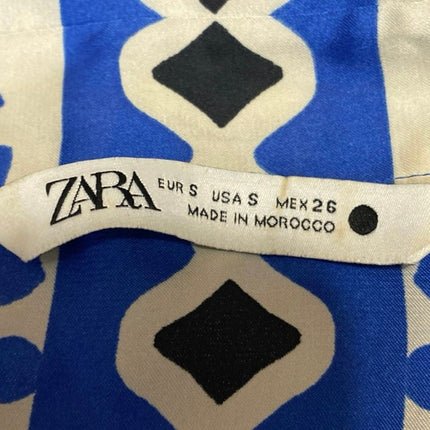 ZARA EUR S USA S MEX 26
MADE IN MOROCCO